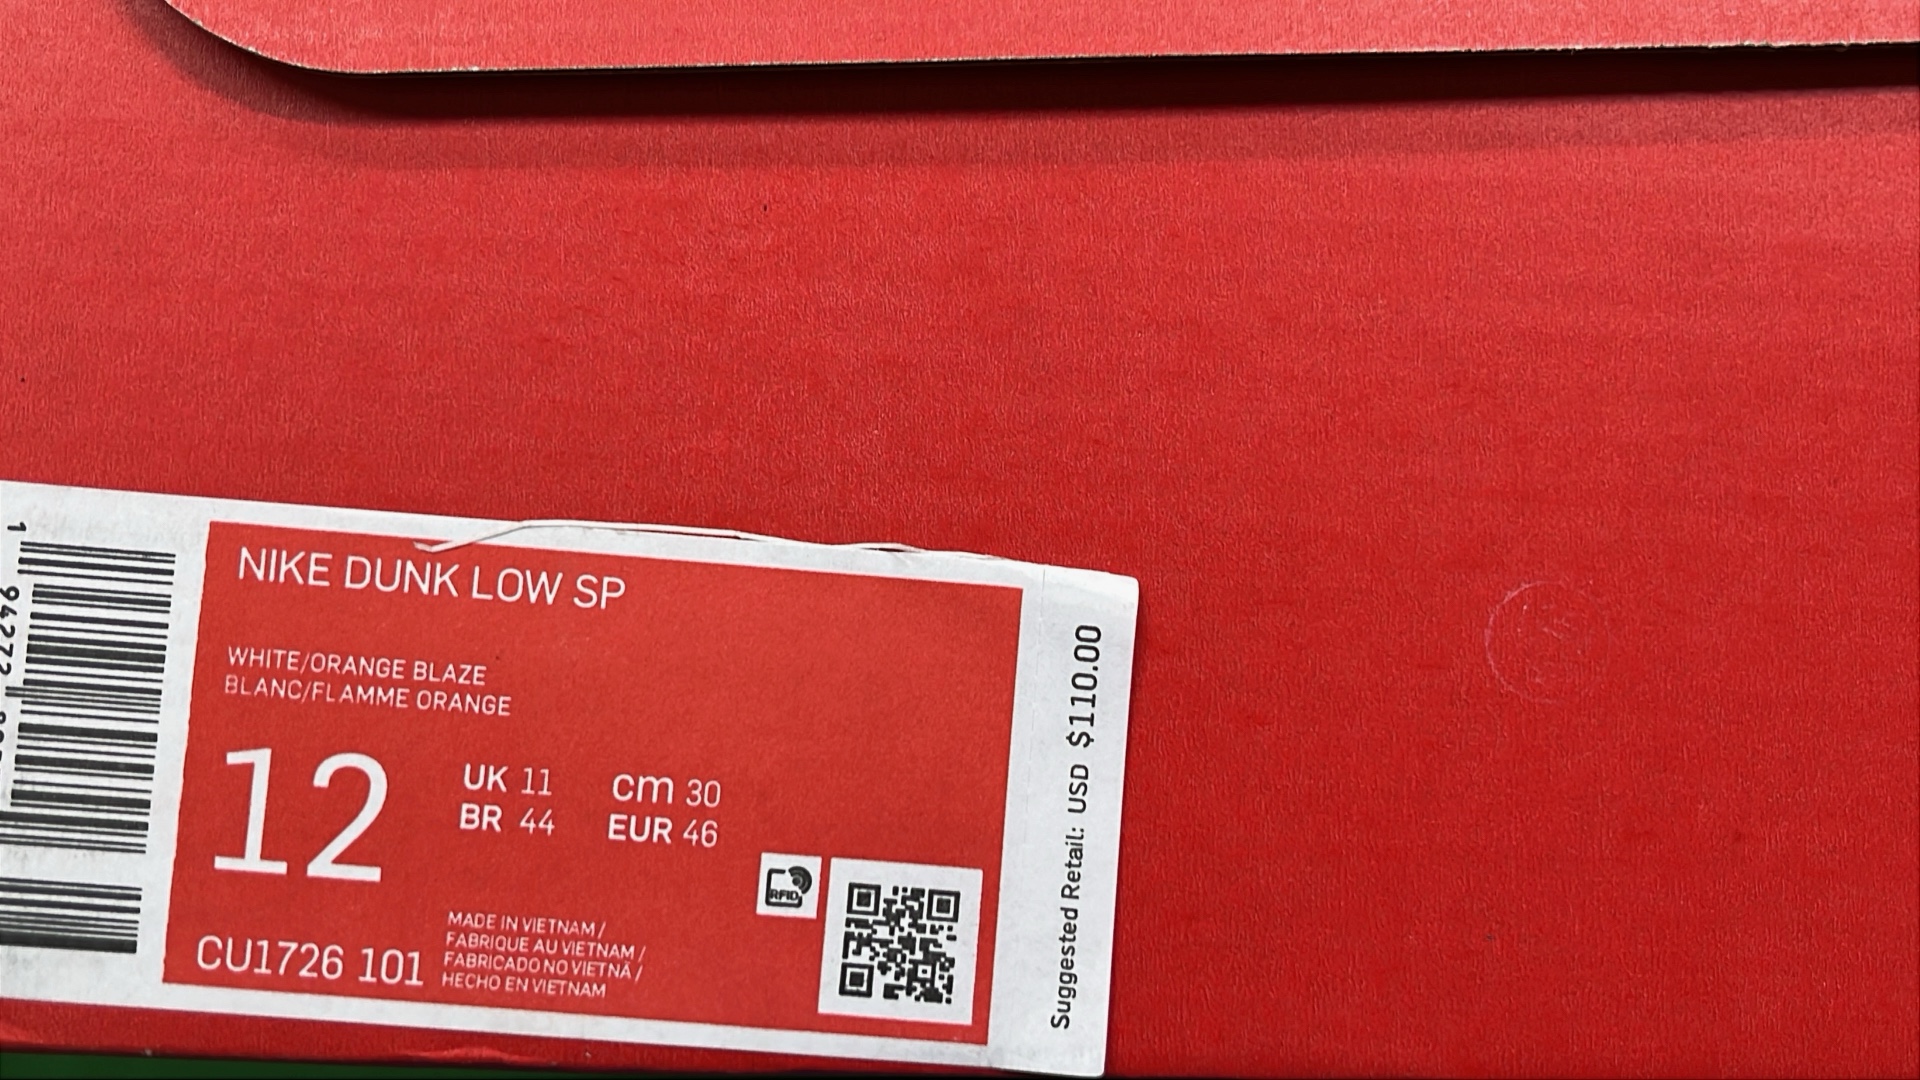 NIKE DUNK LOW SP
WHITE/ORANGE BLAZE
BLANC/FLAMME ORANGE
12
UK 11 cm 30
BR 44 EUR 46
RFID
CU1726 101
MADE IN VIETNAM /
FABRIQUE AU VIETNAM /
FABRICADO NO VIETNÃ /
HECHO EN VIETNAM
Suggested Retail: USD $110.00
1 94272